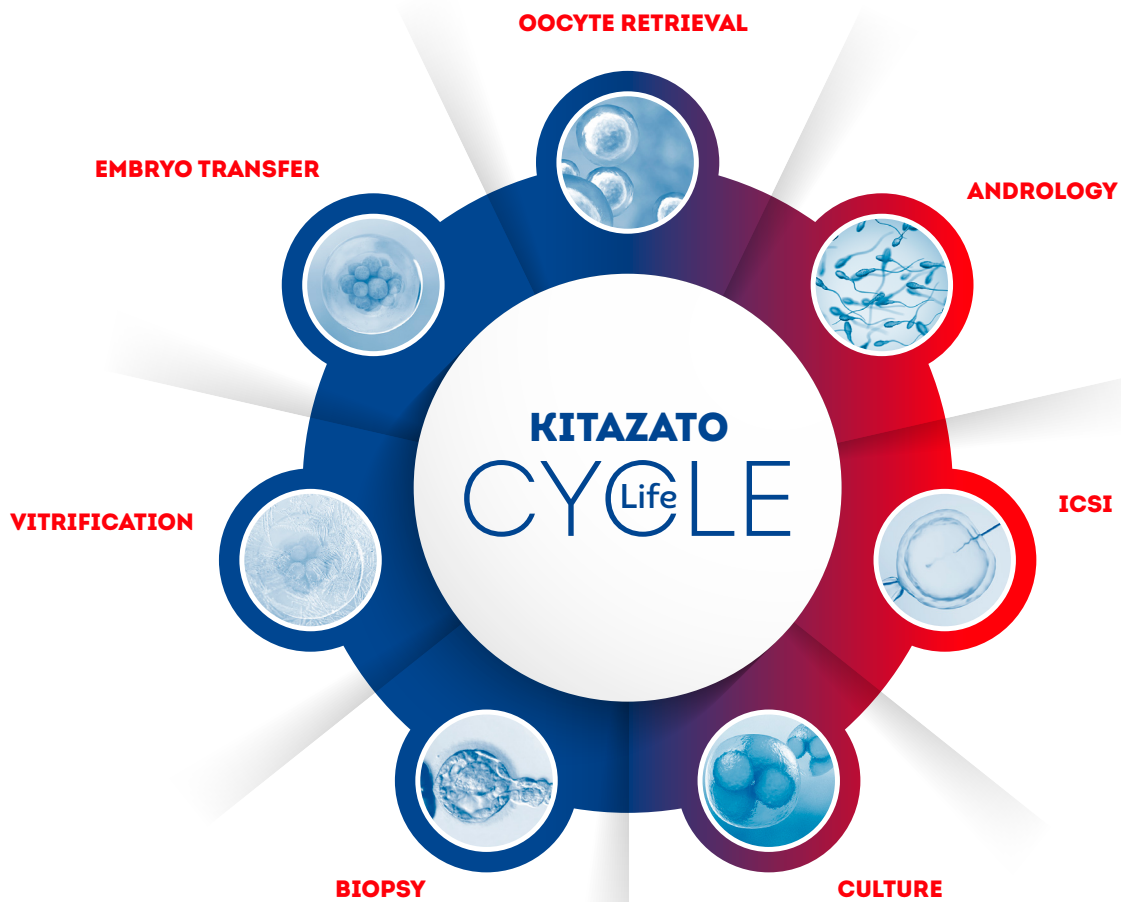 OOCYTE RETRIEVAL
EMBRYO TRANSFER
ANDROLOGY
KITAZATO
CYCLE
Life
VITRIFICATION
ICSI
BIOPSY
CULTURE